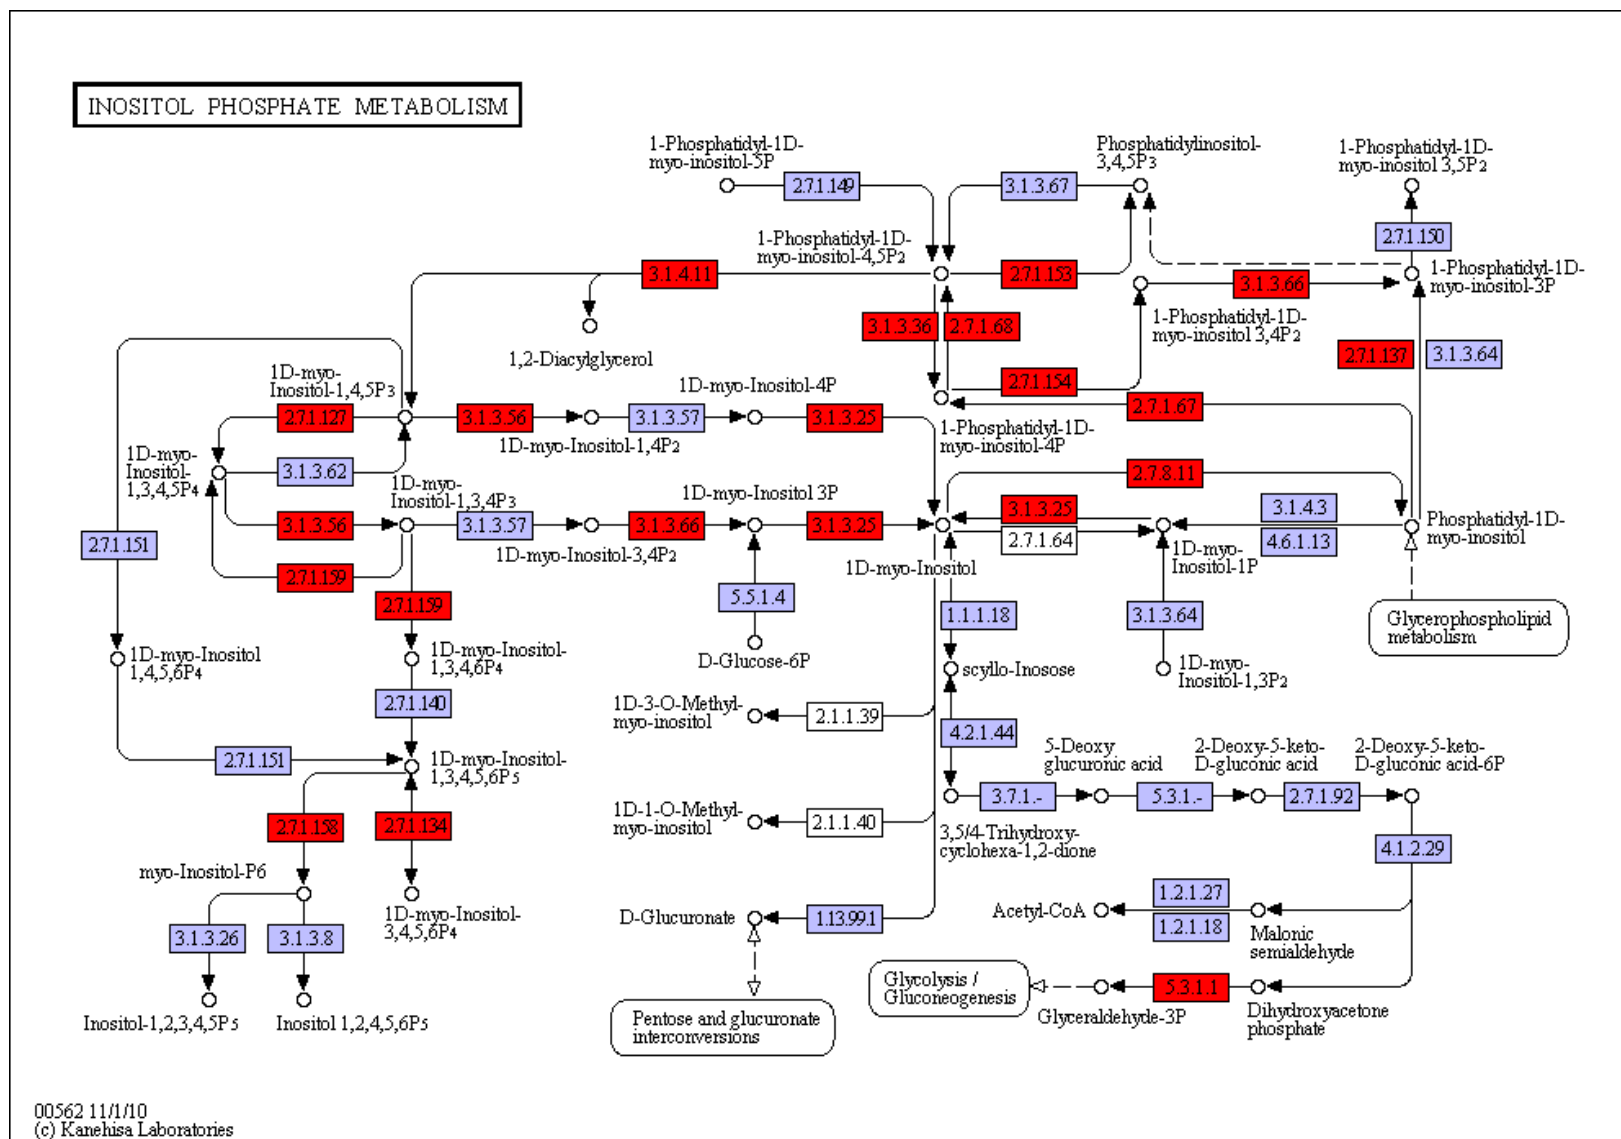 INOSITOL PHOSPHATE METABOLISM
1-Phosphatidyl-1D-
myo-inositol-5P
2.7.1.149
3.1.3.67
Phosphatidylinositol-
3,4,5P3
1-Phosphatidyl-1D-
myo-inositol 3,5P2
2.7.1.150
1-Phosphatidyl-1D-
myo-inositol-4,5P2
3.1.4.11
2.7.1.153
3.1.3.66
1-Phosphatidyl-1D-
myo-inositol-3P
1,2-Diacylglycerol
3.1.3.36
2.7.1.68
1-Phosphatidyl-1D-
myo-inositol 3,4P2
2.7.1.137
3.1.3.64
1D-myo-
Inositol-1,4,5P3
1D-myo-Inositol-4P
2.7.1.154
2.7.1.67
2.7.1.127
3.1.3.56
3.1.3.57
3.1.3.25
1D-myo-Inositol-1,4P2
1-Phosphatidyl-1D-
myo-inositol-4P
1D-myo-
Inositol-
1,3,4,5P4
3.1.3.62
1D-myo-
Inositol-1,3,4P3
1D-myo-Inositol 3P
2.7.8.11
3.1.3.56
3.1.3.57
3.1.3.66
3.1.3.25
3.1.3.25
2.7.1.64
3.1.4.3
4.6.1.13
Phosphatidyl-1D-
myo-inositol
2.7.1.151
1D-myo-Inositol-3,4P2
1D-myo-Inositol
1D-myo-
Inositol-1P
2.7.1.159
2.7.1.159
5.5.1.4
1.1.1.18
3.1.3.64
Glycerophospholipid
metabolism
1D-myo-Inositol
1,4,5,6P4
1D-myo-Inositol-
1,3,4,6P4
D-Glucose-6P
scyllo-Inosose
1D-myo-
Inositol-1,3P2
2.7.1.140
1D-3-O-Methyl-
myo-inositol
2.1.1.39
4.2.1.44
2.7.1.151
1D-myo-Inositol-
1,3,4,5,6P5
5-Deoxy
glucuronic acid
2-Deoxy-5-keto-
D-gluconic acid
2-Deoxy-5-keto-
D-gluconic acid-6P
3.7.1.-
5.3.1.-
2.7.1.92
2.7.1.158
2.7.1.134
1D-1-O-Methyl-
myo-inositol
2.1.1.40
3,5/4-Trihydroxy-
cyclohexa-1,2-dione
4.1.2.29
myo-Inositol-P6
1D-myo-Inositol-
3,4,5,6P4
D-Glucuronate
1.13.99.1
Acetyl-CoA
1.2.1.27
1.2.1.18
Malonic
semialdehyde
3.1.3.26
3.1.3.8
Glycolysis /
Gluconeogenesis
5.3.1.1
Glyceraldehyde-3P
Dihydroxyacetone
phosphate
Inositol-1,2,3,4,5P5
Inositol 1,2,4,5,6P5
Pentose and glucuronate
interconversions
00562 11/1/10
(c) Kanehisa Laboratories